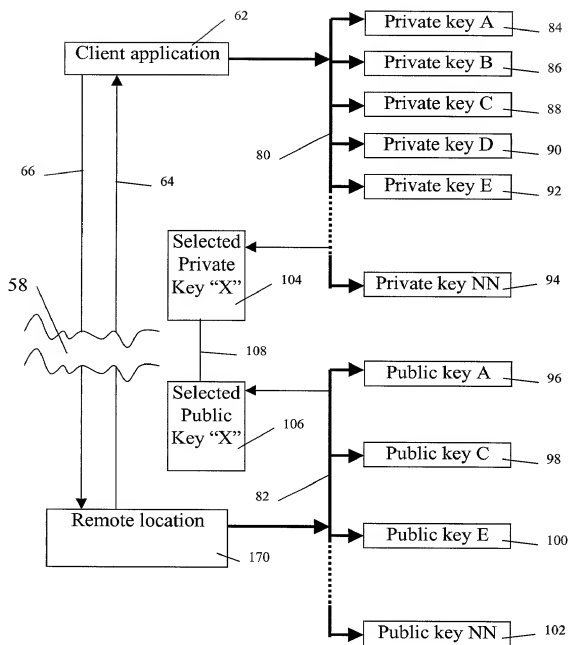 62
Client application
Private key A
84
Private key B
86
Private key C
88
Private key D
90
Private key E
92
80
66
64
Selected
Private
Key “X”
104
Private key NN
94
58
108
Selected
Public
Key “X”
106
Public key A
96
Public key C
98
82
Remote location
170
Public key E
100
Public key NN
102